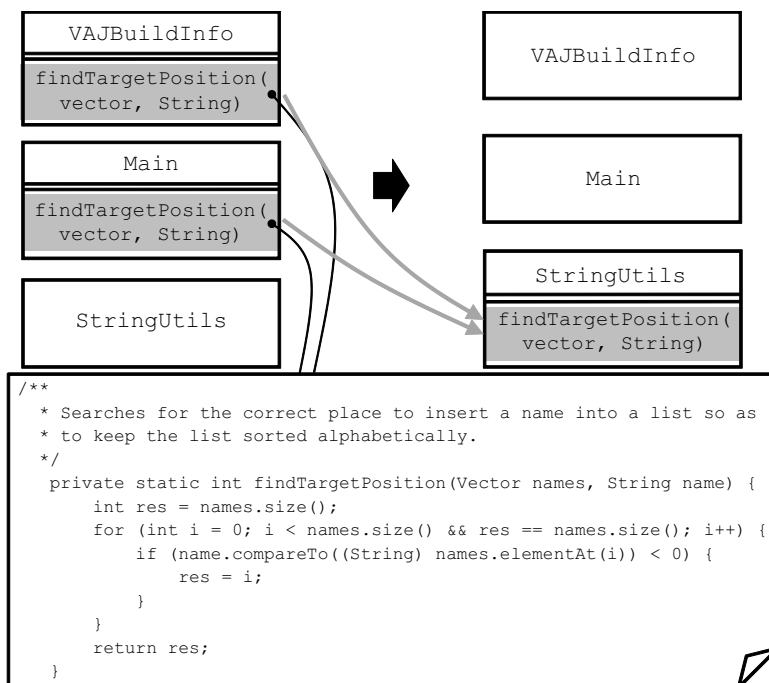 VAJBuildInfo
findTargetPosition(
vector, String)
Main
findTargetPosition(
vector, String)
StringUtils
VAJBuildInfo
Main
StringUtils
findTargetPosition(
vector, String)
/**
* Searches for the correct place to insert a name into a list so as
* to keep the list sorted alphabetically.
*/
private static int findTargetPosition(Vector names, String name) {
int res = names.size();
for (int i = 0; i < names.size() && res == names.size(); i++) {
if (name.compareTo((String) names.elementAt(i)) < 0) {
res = i;
}
}
return res;
}